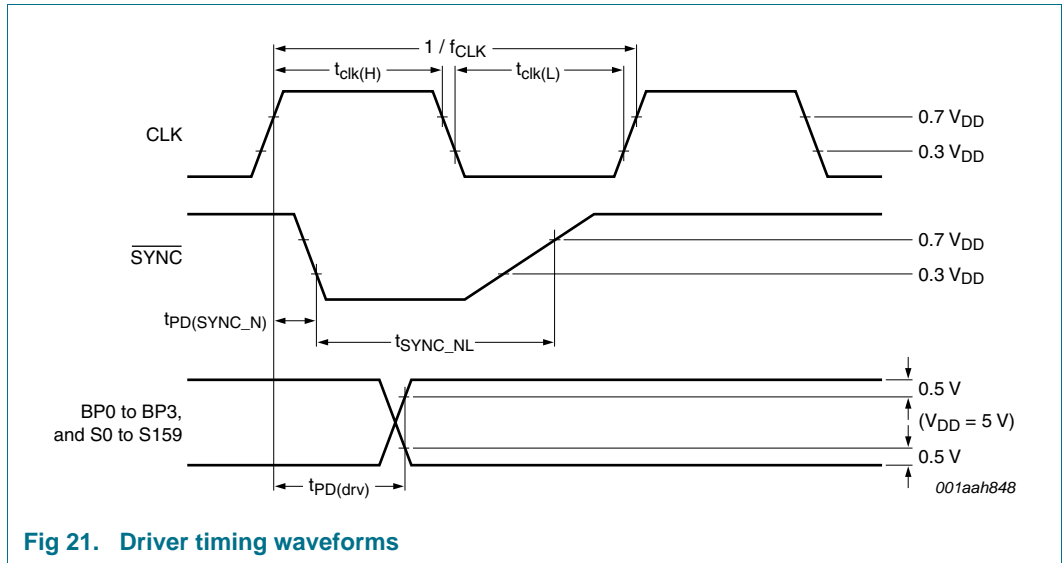 1 / fCLK
tclk(H)
tclk(L)
CLK
0.7 VDD
0.3 VDD
SYNC
0.7 VDD
0.3 VDD
tPD(SYNC_N)
tSYNC_NL
BP0 to BP3,
and S0 to S159
0.5 V
(VDD = 5 V)
0.5 V
tPD(drv)
001aah848
Fig 21. Driver timing waveforms